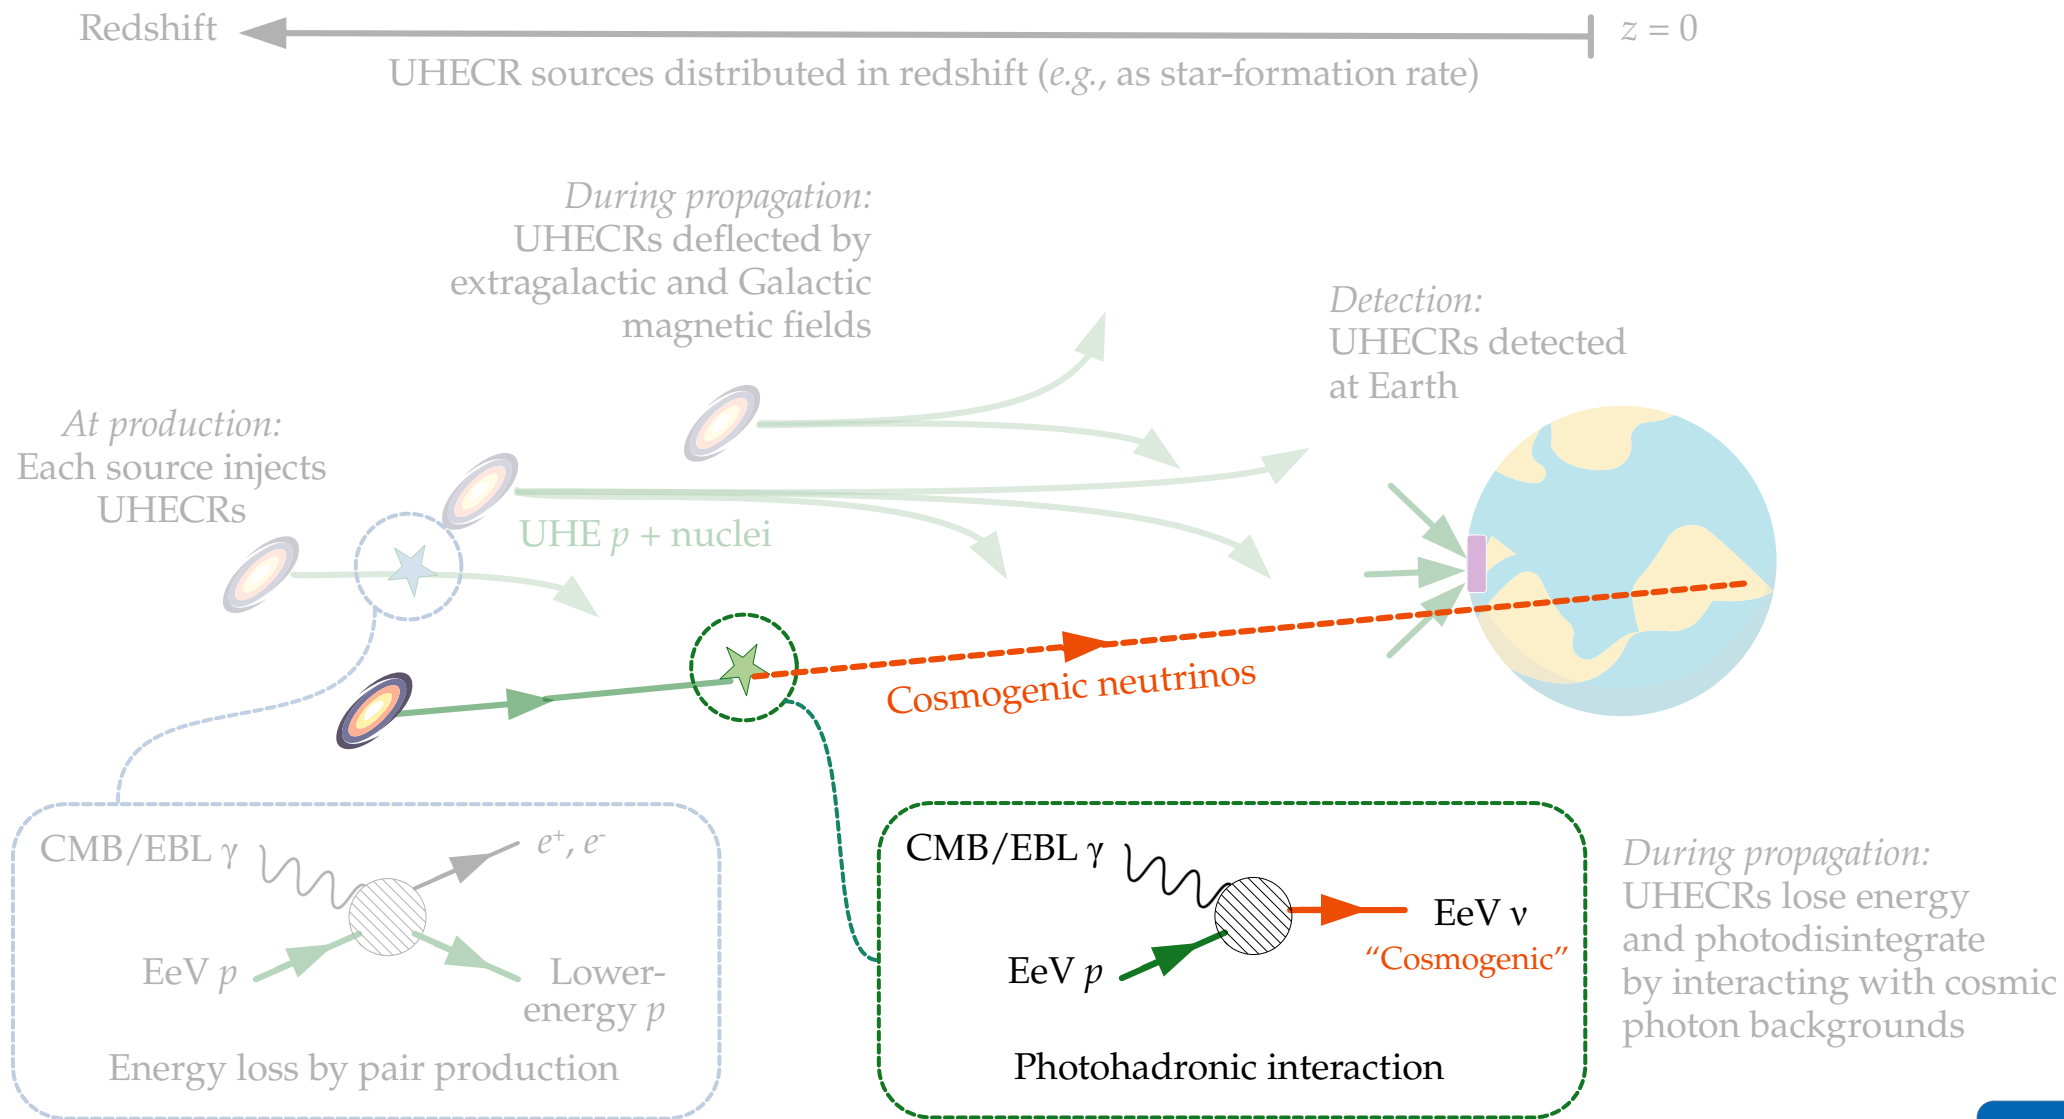 Redshift
z = 0
UHECR sources distributed in redshift (e.g., as star-formation rate)
During propagation:
UHECRs deflected by
extragalactic and Galactic
magnetic fields
Detection:
UHECRs detected
at Earth
At production:
Each source injects
UHECRs
UHE p + nuclei
Cosmogenic neutrinos
CMB/EBL γ
e⁺, e⁻
EeV p
Lower-
energy p
Energy loss by pair production
CMB/EBL γ
EeV ν
"Cosmogenic"
EeV p
Photohadronic interaction
During propagation:
UHECRs lose energy
and photodisintegrate
by interacting with cosmic
photon backgrounds